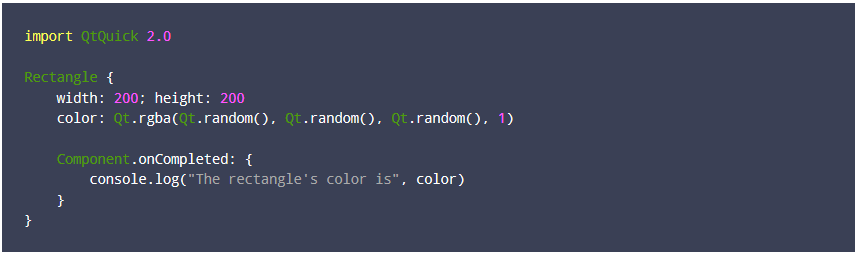 import QtQuick 2.0
Rectangle {
width: 200; height: 200
color: Qt.rgba(Qt.random(), Qt.random(), Qt.random(), 1)
Component.onCompleted: {
console.log("The rectangle's color is", color)
}
}